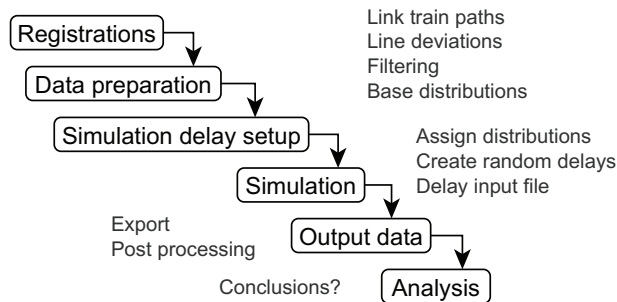 Registrations
Link train paths
Line deviations
Filtering
Base distributions
Data preparation
Simulation delay setup
Assign distributions
Create random delays
Delay input file
Simulation
Export
Post processing
Output data
Conclusions?
Analysis